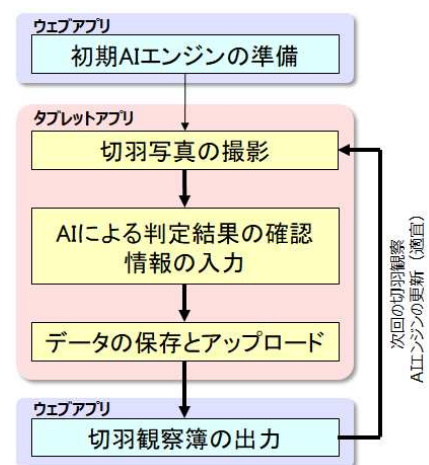 ウェブアプリ
初期AIエンジンの準備
タブレットアプリ
切羽写真の撮影
AIによる判定結果の確認
情報の入力
データの保存とアップロード
ウェブアプリ
切羽観察簿の出力
次回の切羽観察
AIエンジンの更新（適宜）